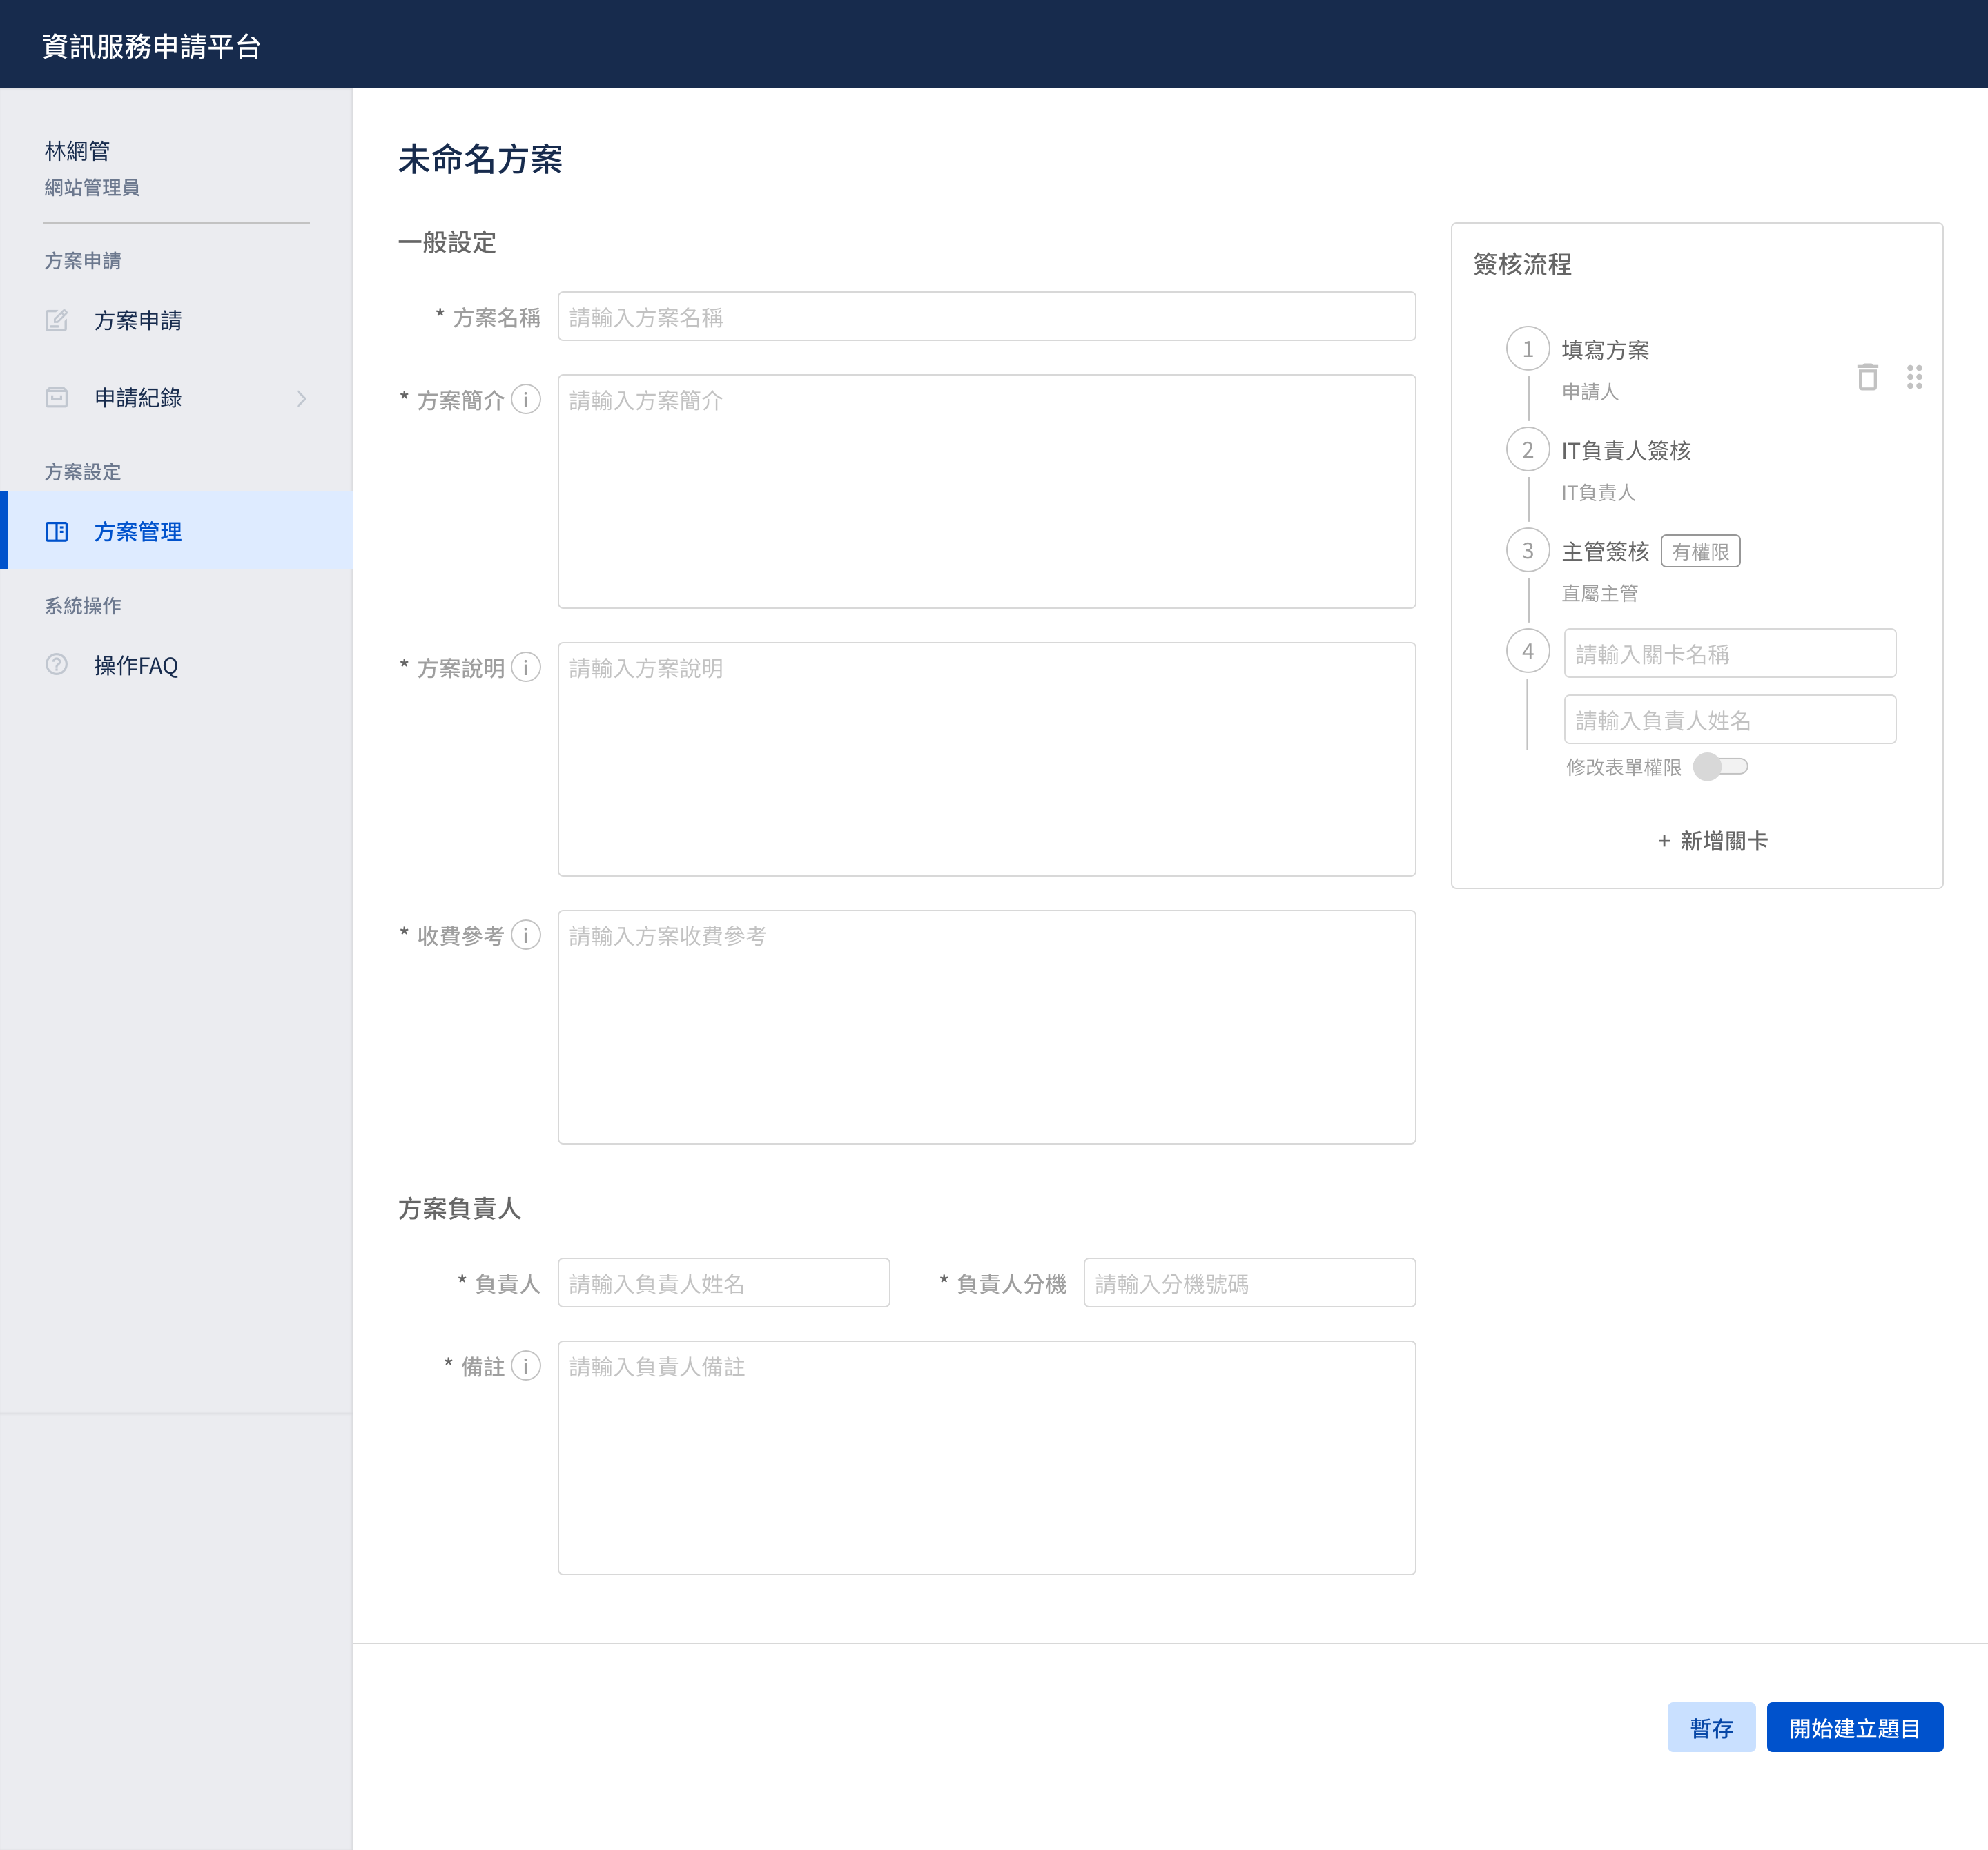 資訊服務申請平台
林網管
網站管理員
方案申請
方案申請
申請紀錄
方案設定
方案管理
系統操作
操作FAQ
未命名方案
一般設定
* 方案名稱
請輸入方案名稱
* 方案簡介 i
請輸入方案簡介
* 方案說明 i
請輸入方案說明
* 收費參考 i
請輸入方案收費參考
方案負責人
* 負責人
請輸入負責人姓名
* 負責人分機
請輸入分機號碼
* 備註 i
請輸入負責人備註
簽核流程
1 填寫方案
申請人
2 IT負責人簽核
IT負責人
3 主管簽核 有權限
直屬主管
4 請輸入關卡名稱
請輸入負責人姓名
修改表單權限
+ 新增關卡
暫存
開始建立題目